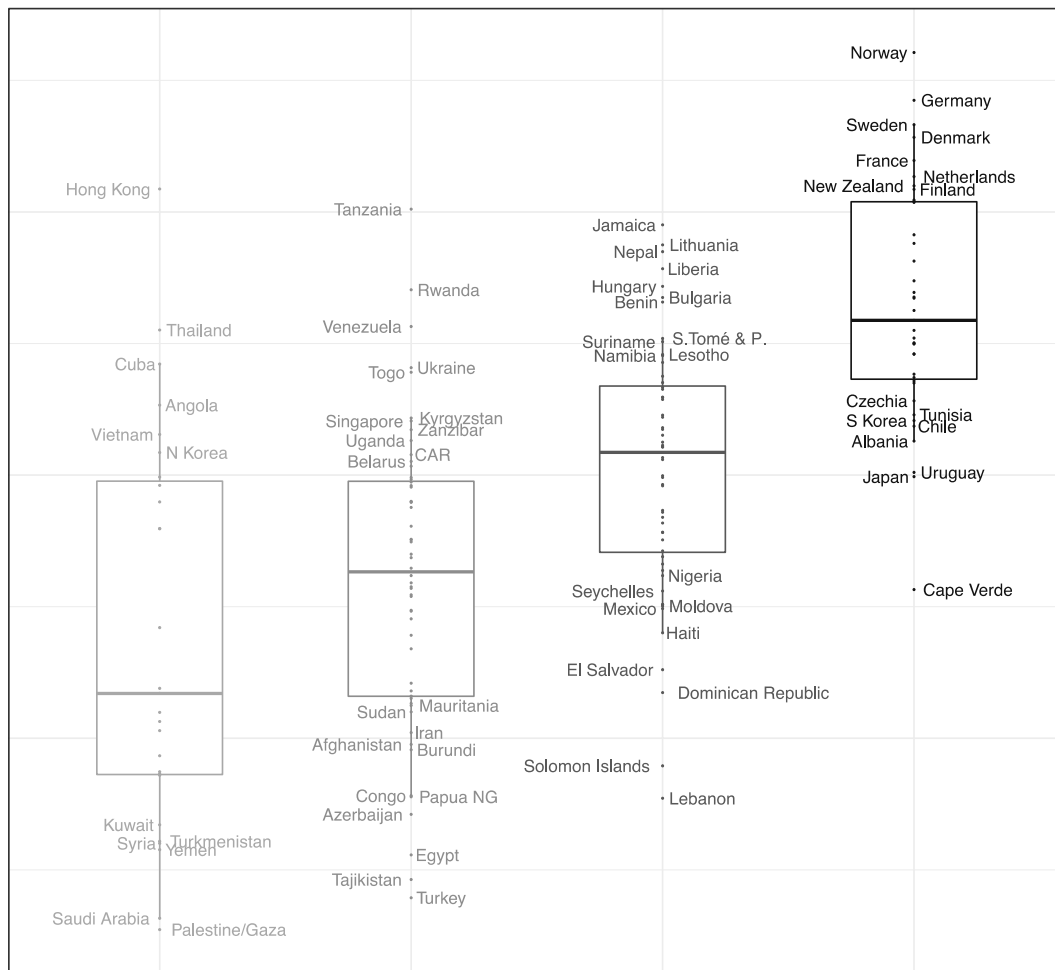 Norway
Germany
Sweden
Denmark
France
Netherlands
New Zealand
Finland
Czechia
Tunisia
S Korea
Chile
Albania
Uruguay
Japan
Cape Verde
Jamaica
Lithuania
Nepal
Liberia
Hungary
Bulgaria
Benin
S.Tomé & P.
Suriname
Namibia
Lesotho
Nigeria
Seychelles
Moldova
Mexico
Haiti
El Salvador
Dominican Republic
Solomon Islands
Lebanon
Tanzania
Rwanda
Venezuela
Ukraine
Togo
Kyrgyzstan
Singapore
Zanzibar
Uganda
CAR
Belarus
Mauritania
Sudan
Iran
Afghanistan
Burundi
Congo
Papua NG
Azerbaijan
Egypt
Tajikistan
Turkey
Hong Kong
Thailand
Cuba
Angola
Vietnam
N Korea
Kuwait
Turkmenistan
Syria
Yemen
Saudi Arabia
Palestine/Gaza